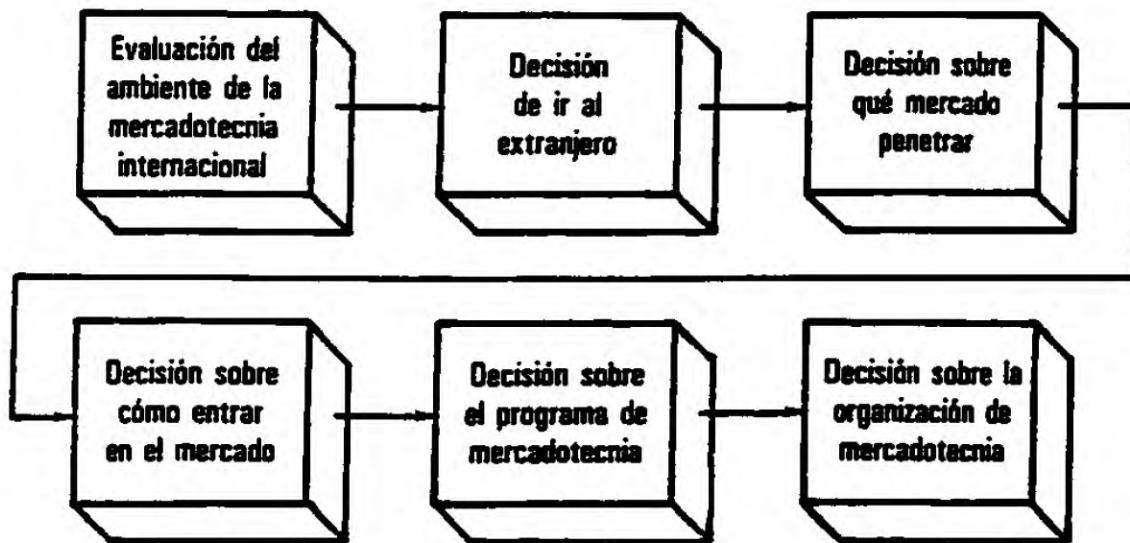 Evaluación del
ambiente de la
mercadotecnia
internacional
Decisión
de ir al
extranjero
Decisión sobre
qué mercado
penetrar
Decisión sobre
cómo entrar
en el mercado
Decisión sobre
el programa de
mercadotecnia
Decisión sobre la
organización de
mercadotecnia